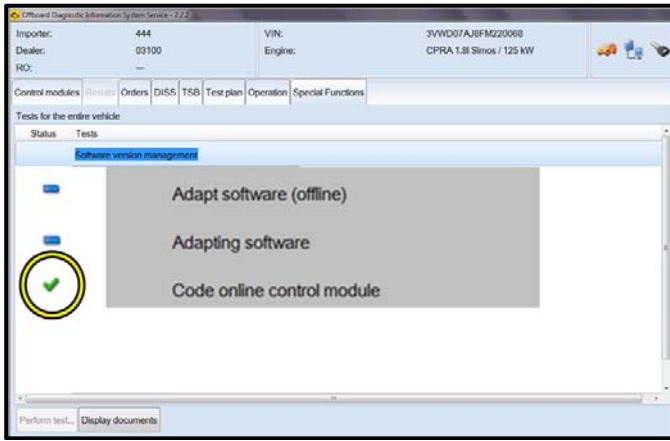 Offboard Diagnostic Information System Service - 2.2.2
Importer: 444 VIN: 3VWD07AJ8FM220068
Dealer: 03100 Engine: CPRA 1.8l Simos / 125 kW
RO: ---
Control modules Results Orders DISS TSB Test plan Operation Special Functions
Tests for the entire vehicle
Status Tests
Software version management
Adapt software (offline)
Adapting software
Code online control module
Perform test... Display documents